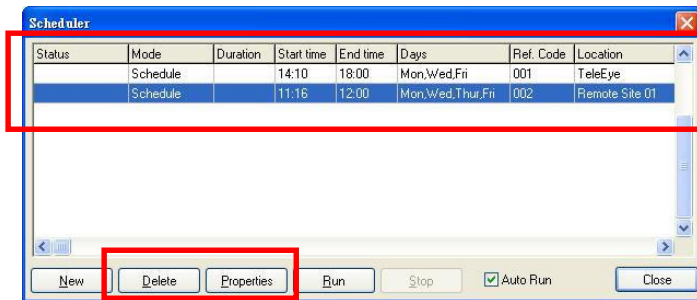 Scheduler
Status Mode Duration Start time End time Days Ref. Code Location
Schedule 14:10 18:00 Mon,Wed,Fri 001 TeleEye
Schedule 11:16 12:00 Mon,Wed,Thur,Fri 002 Remote Site 01
New Delete Properties Run Stop Auto Run Close